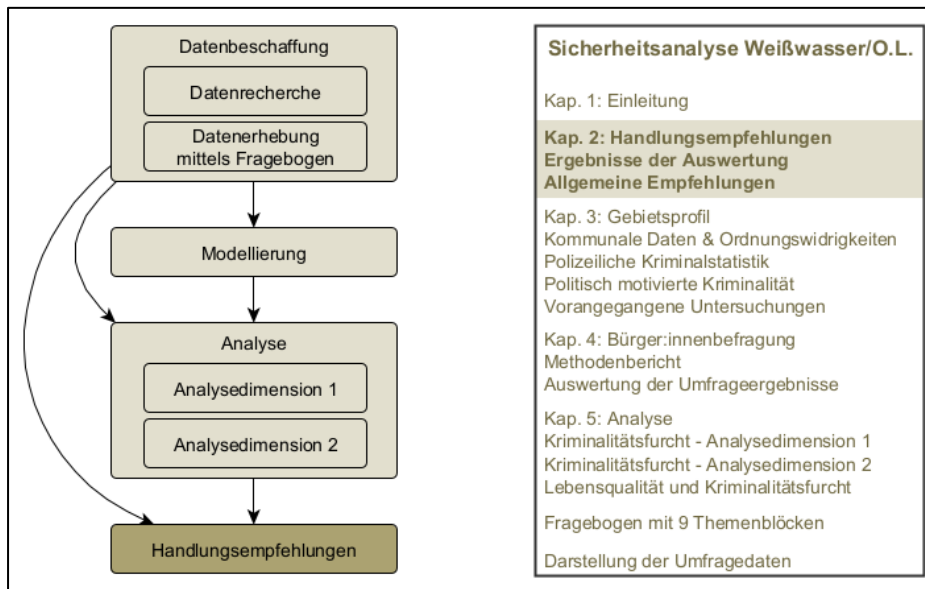 Datenbeschaffung
Datenrecherche
Datenerhebung
mittels Fragebogen
Modellierung
Analyse
Analysedimension 1
Analysedimension 2
Handlungsempfehlungen
Sicherheitsanalyse Weißwasser/O.L.
Kap. 1: Einleitung
Kap. 2: Handlungsempfehlungen
Ergebnisse der Auswertung
Allgemeine Empfehlungen
Kap. 3: Gebietsprofil
Kommunale Daten & Ordnungswidrigkeiten
Polizeiliche Kriminalstatistik
Politisch motivierte Kriminalität
Vorangegangene Untersuchungen
Kap. 4: Bürger:innenbefragung
Methodenbericht
Auswertung der Umfrageergebnisse
Kap. 5: Analyse
Kriminalitätsfurcht - Analysedimension 1
Kriminalitätsfurcht - Analysedimension 2
Lebensqualität und Kriminalitätsfurcht
Fragebogen mit 9 Themenblöcken
Darstellung der Umfragedaten